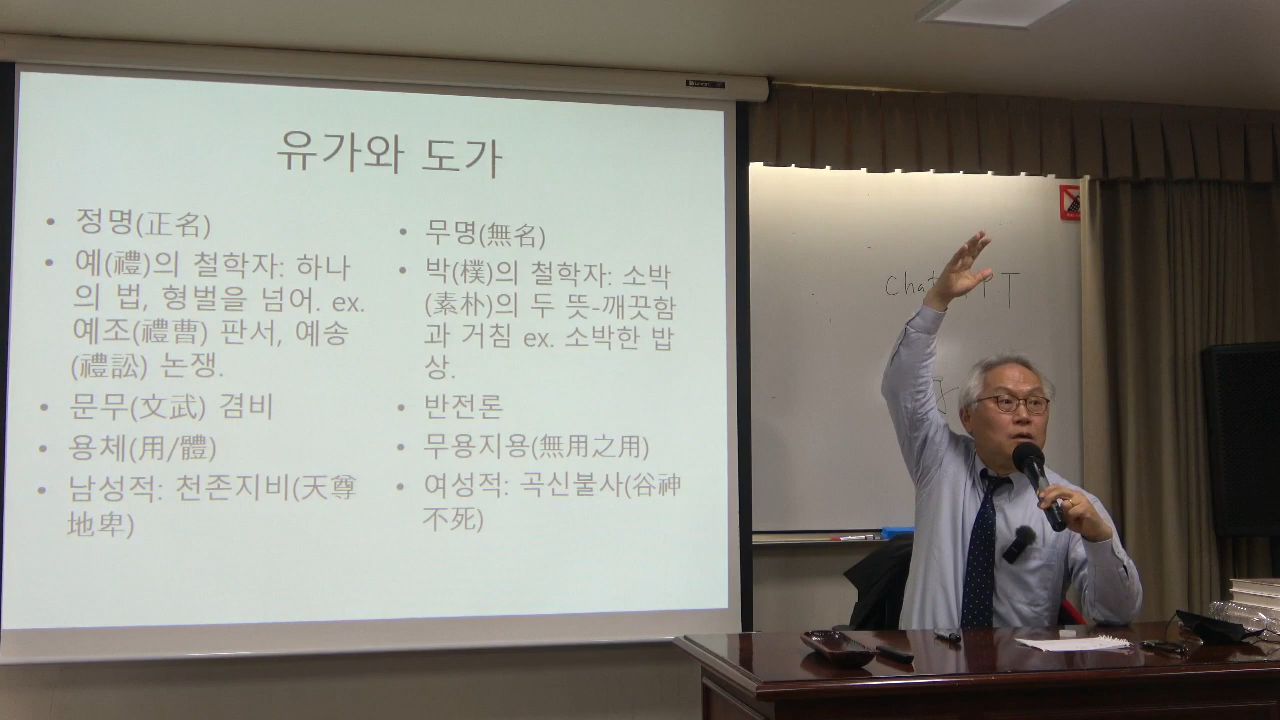 유가와 도가
• 정명(正名)
• 예(禮)의 철학자: 하나
의 법, 형벌을 넘어. ex.
예조(禮曹) 판서, 예송
(禮訟) 논쟁.
• 문무(文武) 겸비
• 용체(用/體)
• 남성적: 천존지비(天尊
地卑)
• 무명(無名)
• 박(樸)의 철학자: 소박
(素朴)의 두 뜻-깨끗함
과 거침 ex. 소박한 밥
상.
• 반전론
• 무용지용(無用之用)
• 여성적: 곡신불사(谷神
不死)
Chat P T